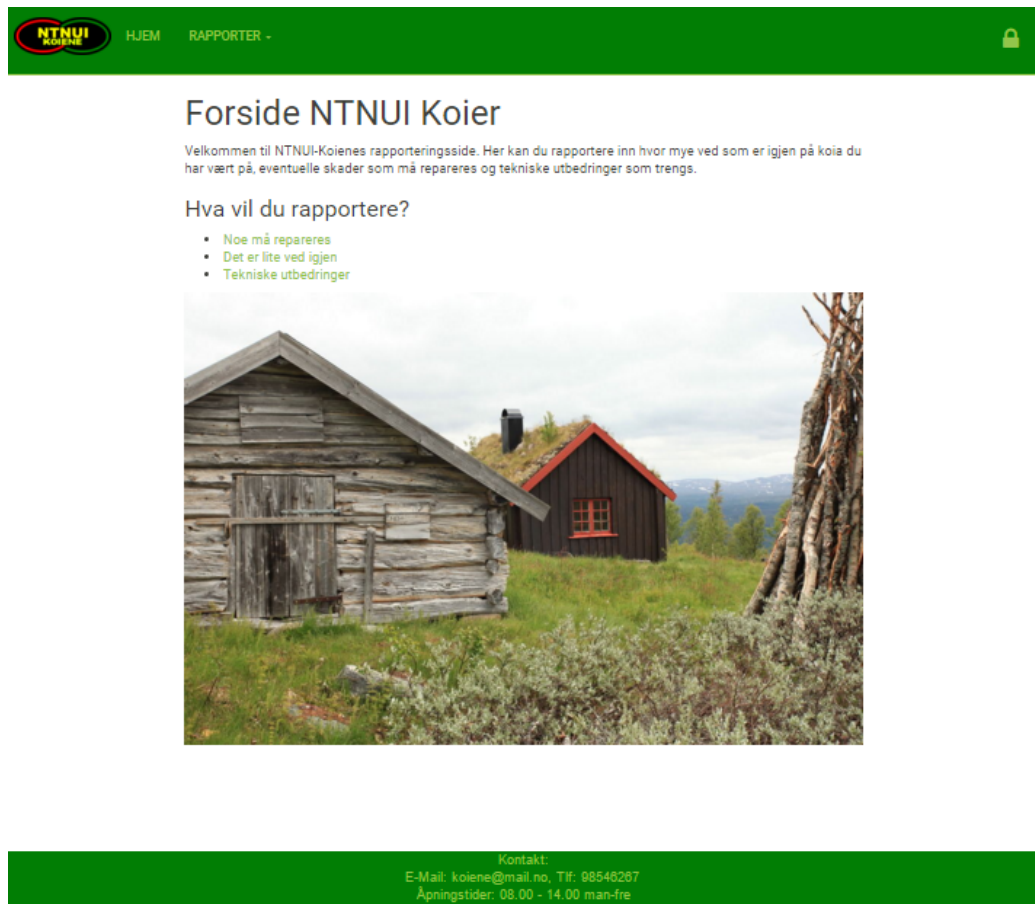 NTNUI
KOIENE
HJEM
RAPPORTER
Forside NTNUI Koier
Velkommen til NTNUI-Koienes rapporteringsside. Her kan du rapportere inn hvor mye ved som er igjen på koia du
har vært på, eventuelle skader som må repareres og tekniske utbedringer som trengs.
Hva vil du rapportere?
Noe må repareres
Det er lite ved igjen
Tekniske utbedringer
Kontakt:
E-Mail: koiene@mail.no, Tlf: 98546267
Åpningstider: 08.00 - 14.00 man-fre